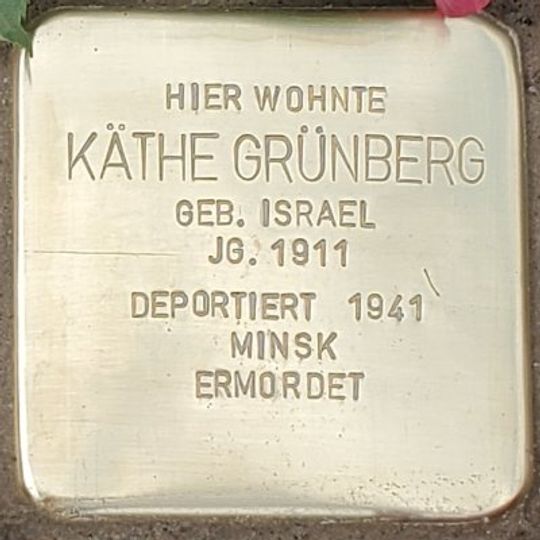 HIER WOHNTE
KÄTHE GRÜNBERG
GEB. ISRAEL
JG. 1911
DEPORTIERT 1941
MINSK
ERMORDET